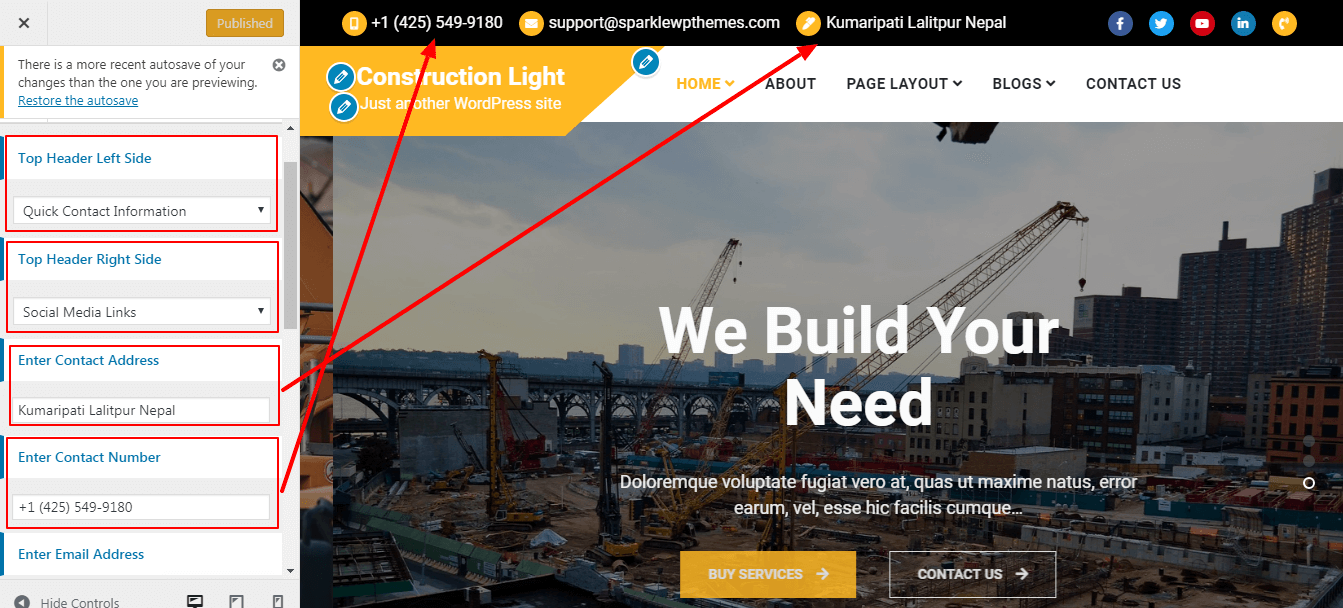 Published
There is a more recent autosave of your
changes than the one you are previewing.
Restore the autosave
Top Header Left Side
Quick Contact Information
Top Header Right Side
Social Media Links
Enter Contact Address
Kumaripati Lalitpur Nepal
Enter Contact Number
+1 (425) 549-9180
Enter Email Address
Hide Controls
+1 (425) 549-9180 support@sparklewpthemes.com Kumaripati Lalitpur Nepal
Construction Light
Just another WordPress site
HOME ABOUT PAGE LAYOUT BLOGS CONTACT US
We Build Your
Need
Doloremque voluptate fugiat vero at, quas ut maxime natus, error
earum, vel, esse hic facilis cumque...
BUY SERVICES CONTACT US